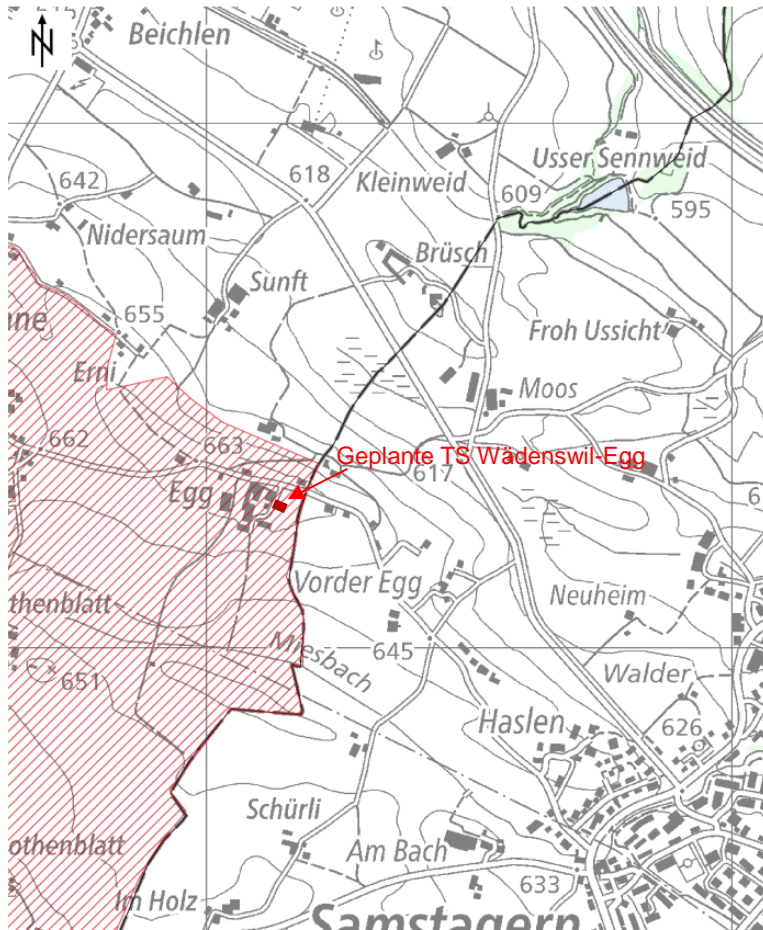 N
Beichlen
618
Kleinweid
Usser Sennweid
642
609
595
Nidersaum
Brüsch
Sunft
655
Froh Ussicht
Erni
Moos
662
663
Geplante TS Wädenswil-Egg
617
Egg
Vorder Egg
Neuheim
thenblatt
Miesbach
645
651
Walder
Haslen
626
Schürli
othenblatt
Am Bach
633
Im Holz
Samstagern